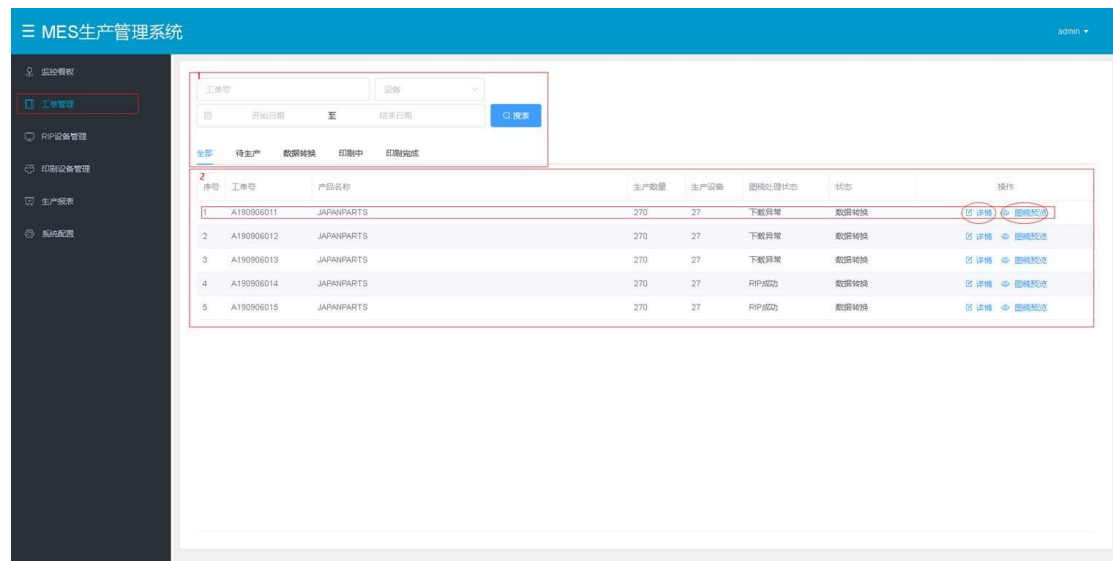 ☰ MES生产管理系统
admin
监控看板
工单管理
RIP设备管理
印刷设备管理
生产报表
系统配置
1
工单号 设备
开始日期 至 结束日期 搜索
全部 待生产 数据转换 印刷中 印刷完成
2
序号 工单号 产品名称 生产数量 生产设备 图稿处理状态 状态 操作
1 A190906011 JAPANPARTS 270 27 下载异常 数据转换 详情 图稿预览
2 A190906012 JAPANPARTS 270 27 下载异常 数据转换 详情 图稿预览
3 A190906013 JAPANPARTS 270 27 下载异常 数据转换 详情 图稿预览
4 A190906014 JAPANPARTS 270 27 RIP成功 数据转换 详情 图稿预览
5 A190906015 JAPANPARTS 270 27 RIP成功 数据转换 详情 图稿预览